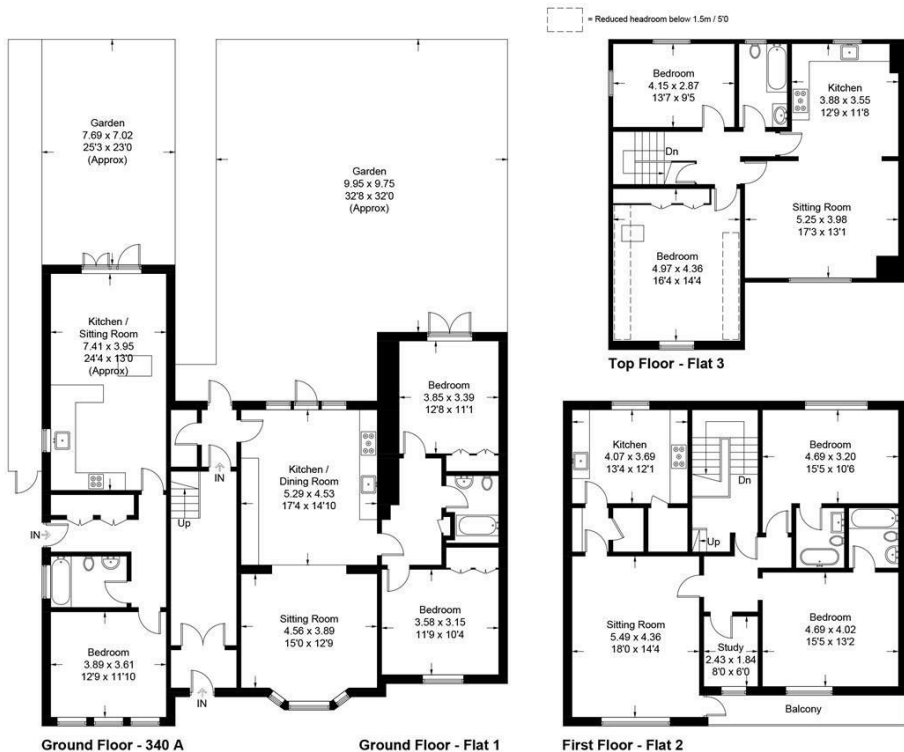 = Reduced headroom below 1.5m / 5'0
Garden
7.69 x 7.02
25'3 x 23'0
(Approx)
Garden
9.95 x 9.75
32'8 x 32'0
(Approx)
Kitchen /
Sitting Room
7.41 x 3.95
24'4 x 13'0
(Approx)
IN
Bedroom
3.89 x 3.61
12'9 x 11'10
Up
IN
IN
Kitchen /
Dining Room
5.29 x 4.53
17'4 x 14'10
Sitting Room
4.56 x 3.89
15'0 x 12'9
Bedroom
3.85 x 3.39
12'8 x 11'1
Bedroom
3.58 x 3.15
11'9 x 10'4
Ground Floor - 340 A
Ground Floor - Flat 1
Bedroom
4.15 x 2.87
13'7 x 9'5
Kitchen
3.88 x 3.55
12'9 x 11'8
Dn
Sitting Room
5.25 x 3.98
17'3 x 13'1
Bedroom
4.97 x 4.36
16'4 x 14'4
Top Floor - Flat 3
Kitchen
4.07 x 3.69
13'4 x 12'1
Dn
Up
Bedroom
4.69 x 3.20
15'5 x 10'6
Sitting Room
5.49 x 4.36
18'0 x 14'4
Study
2.43 x 1.84
8'0 x 6'0
Bedroom
4.69 x 4.02
15'5 x 13'2
Balcony
First Floor - Flat 2